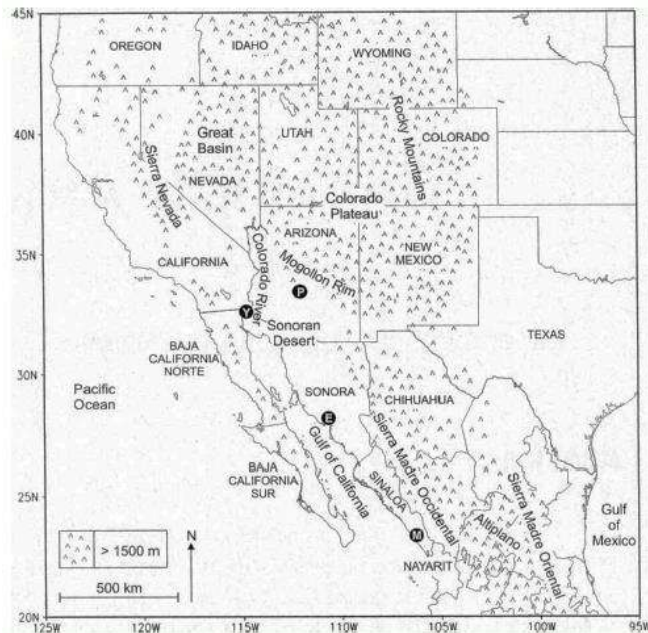 45N
OREGON
IDAHO
WYOMING
40N
Great
Basin
UTAH
Rocky Mountains
COLORADO
Sierra Nevada
NEVADA
Colorado
Plateau
35N
CALIFORNIA
Colorado River
ARIZONA
Mogollon Rim
NEW
MEXICO
P
Y
Sonoran
Desert
TEXAS
BAJA
CALIFORNIA
NORTE
30N
Pacific
Ocean
SONORA
CHIHUAHUA
E
Gulf of California
Sierra Madre Occidental
Sierra Madre Oriental
BAJA
CALIFORNIA
SUR
SINALOA
25N
Altiplano
Gulf
of
Mexico
M
N
> 1500 m
NAYARIT
500 km
20N
125W
120W
115W
110W
105W
100W
95W